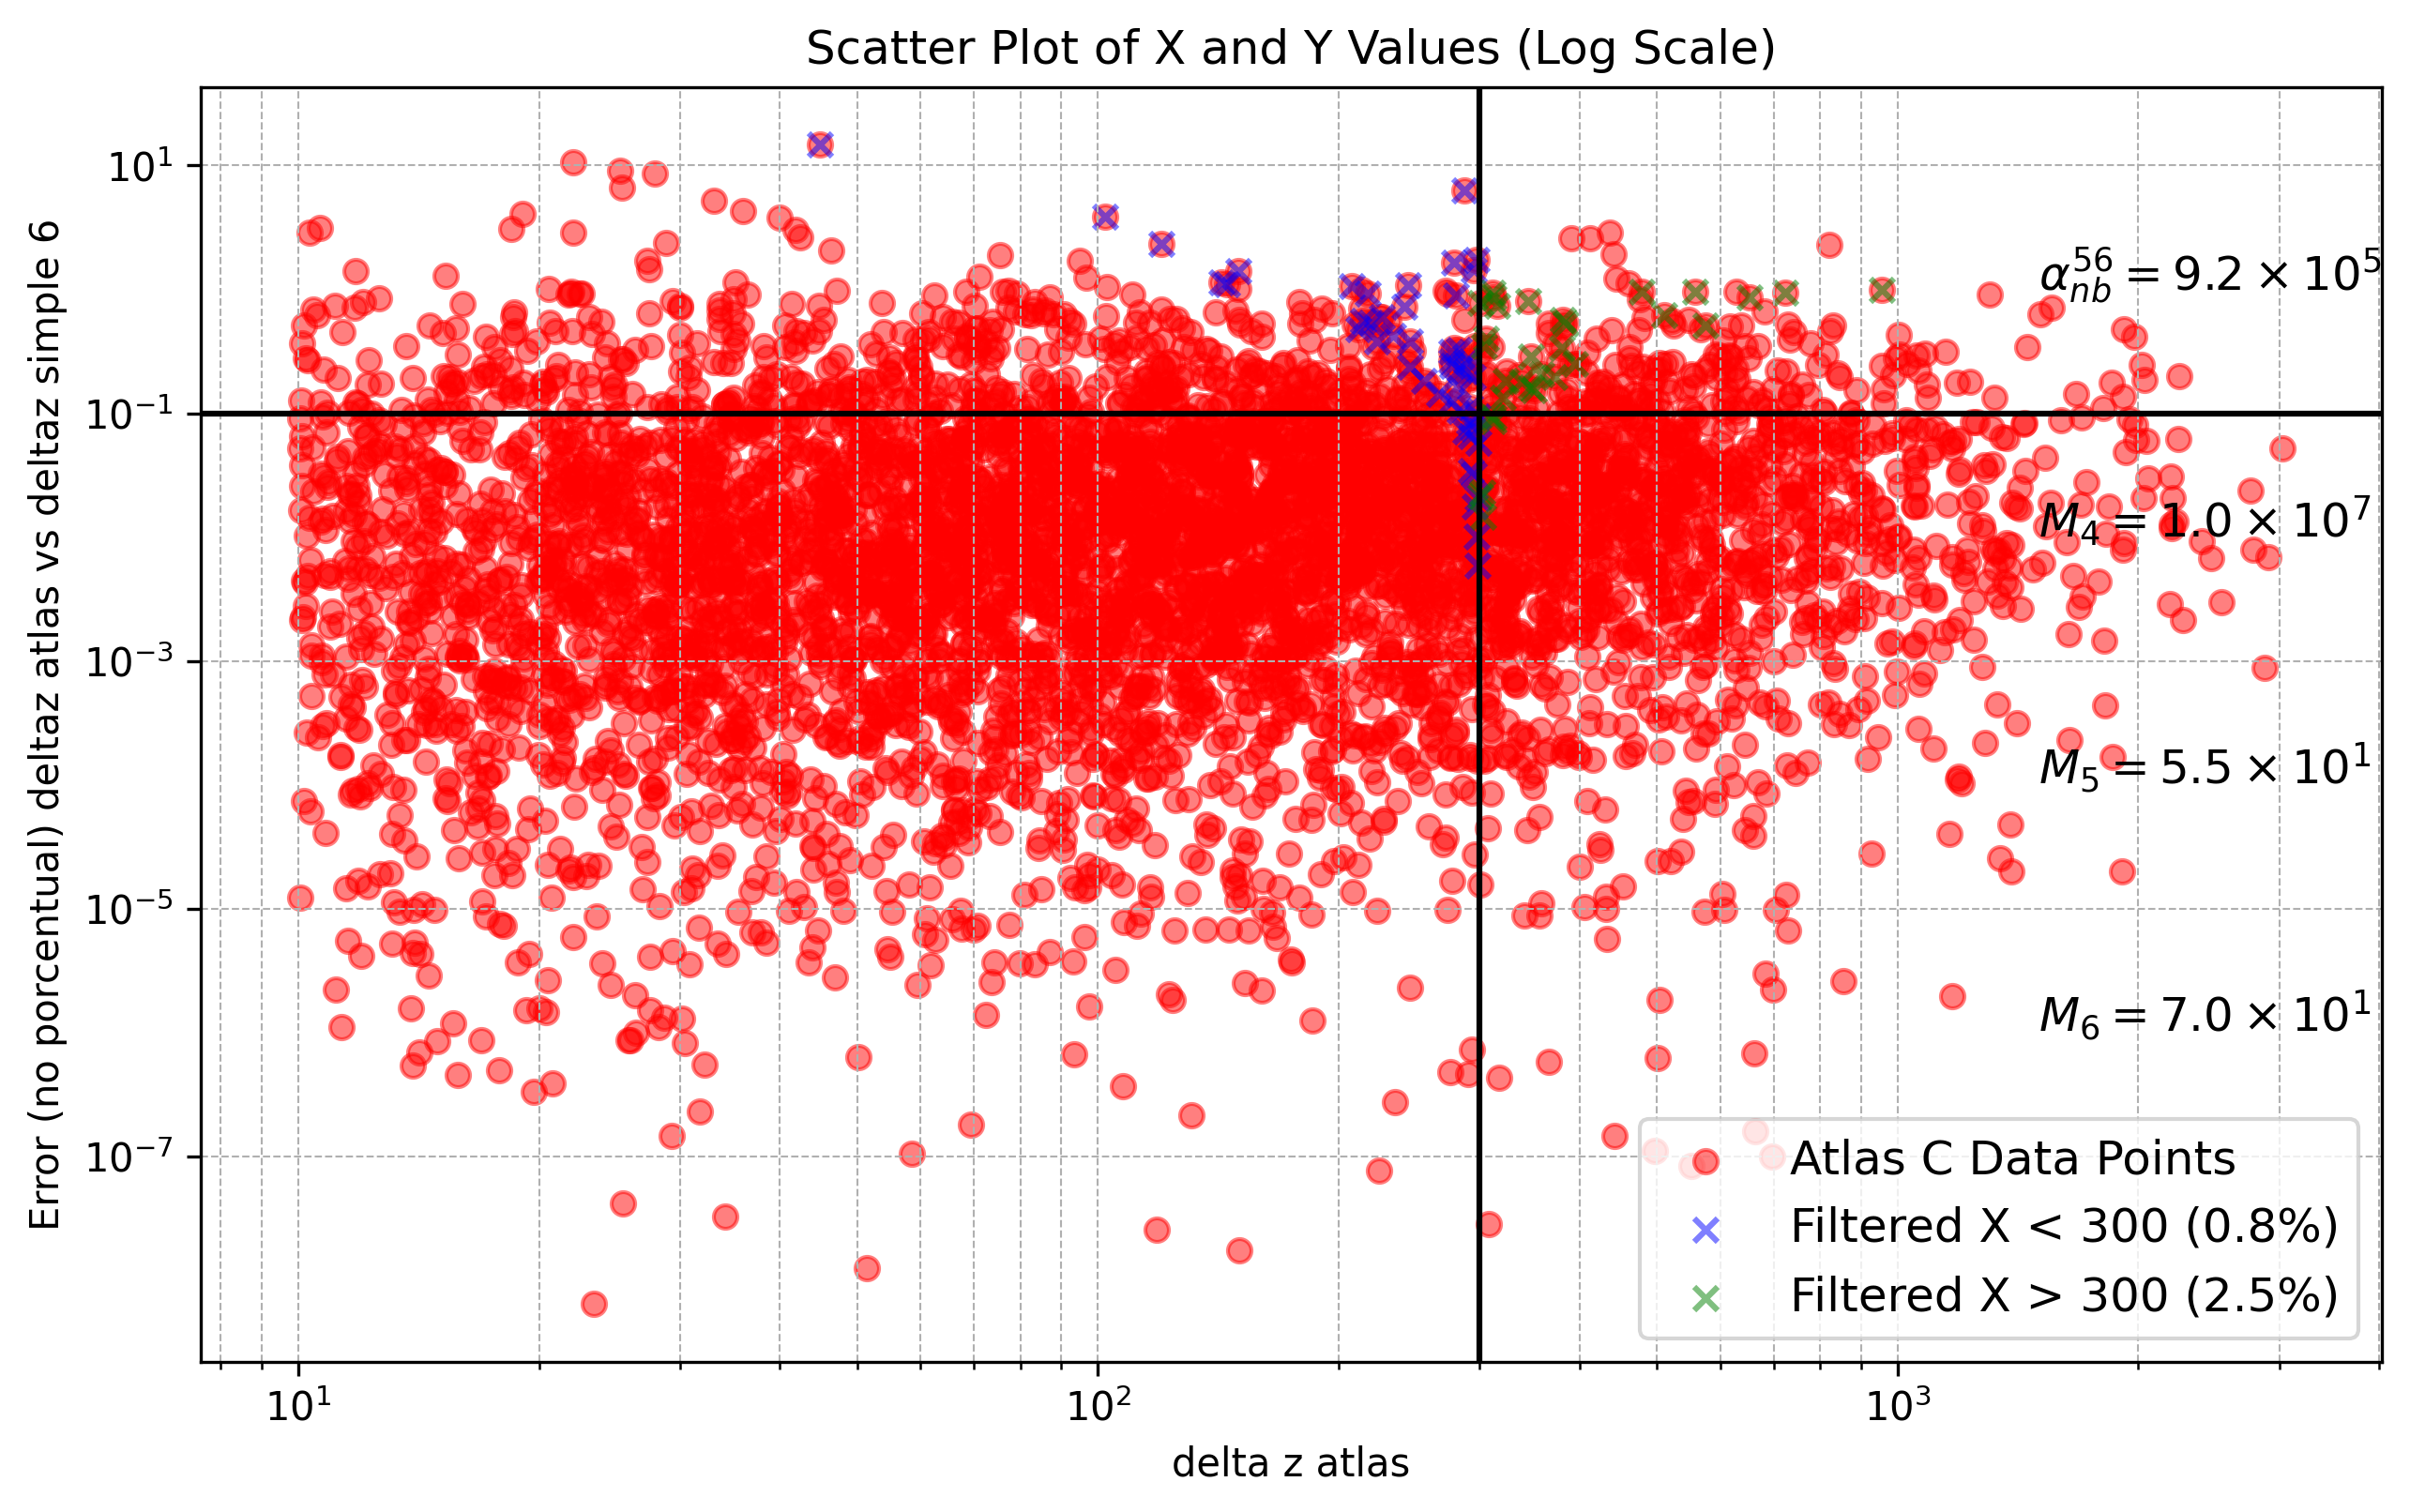 Scatter Plot of X and Y Values (Log Scale)
Error (no porcentual) deltaz atlas vs deltaz simple 6
10^1
10^-1
10^-3
10^-5
10^-7
α_nb^56 = 9.2 × 10^5
M_4 = 1.0 × 10^7
M_5 = 5.5 × 10^1
M_6 = 7.0 × 10^1
Atlas C Data Points
Filtered X < 300 (0.8%)
Filtered X > 300 (2.5%)
10^1 10^2 10^3
delta z atlas